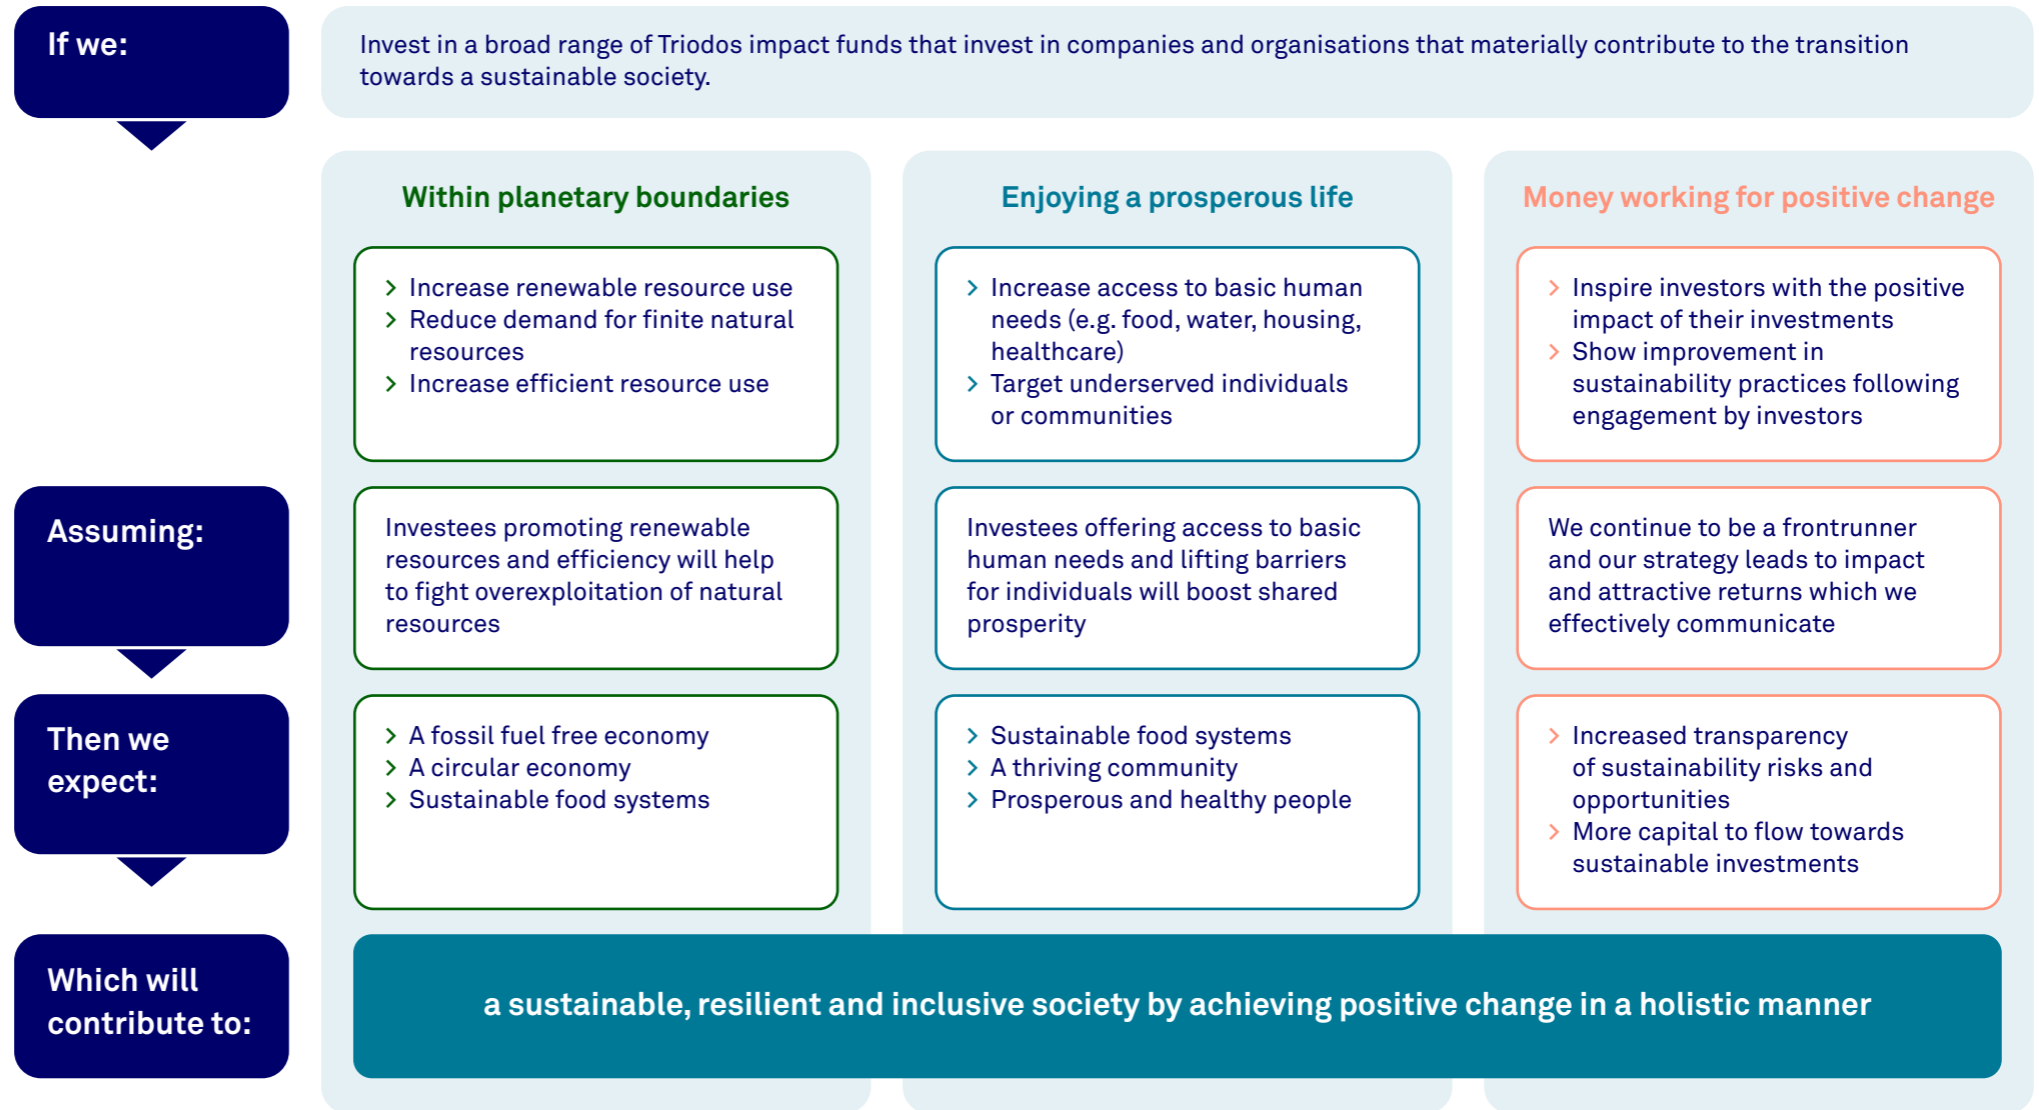 If we:
Invest in a broad range of Triodos impact funds that invest in companies and organisations that materially contribute to the transition
towards a sustainable society.
Within planetary boundaries
> Increase renewable resource use
> Reduce demand for finite natural
resources
> Increase efficient resource use
Enjoying a prosperous life
> Increase access to basic human
needs (e.g. food, water, housing,
healthcare)
> Target underserved individuals
or communities
Money working for positive change
> Inspire investors with the positive
impact of their investments
> Show improvement in
sustainability practices following
engagement by investors
Assuming:
Investees promoting renewable
resources and efficiency will help
to fight overexploitation of natural
resources
Investees offering access to basic
human needs and lifting barriers
for individuals will boost shared
prosperity
We continue to be a frontrunner
and our strategy leads to impact
and attractive returns which we
effectively communicate
Then we
expect:
> A fossil fuel free economy
> A circular economy
> Sustainable food systems
> Sustainable food systems
> A thriving community
> Prosperous and healthy people
> Increased transparency
of sustainability risks and
opportunities
> More capital to flow towards
sustainable investments
Which will
contribute to:
a sustainable, resilient and inclusive society by achieving positive change in a holistic manner